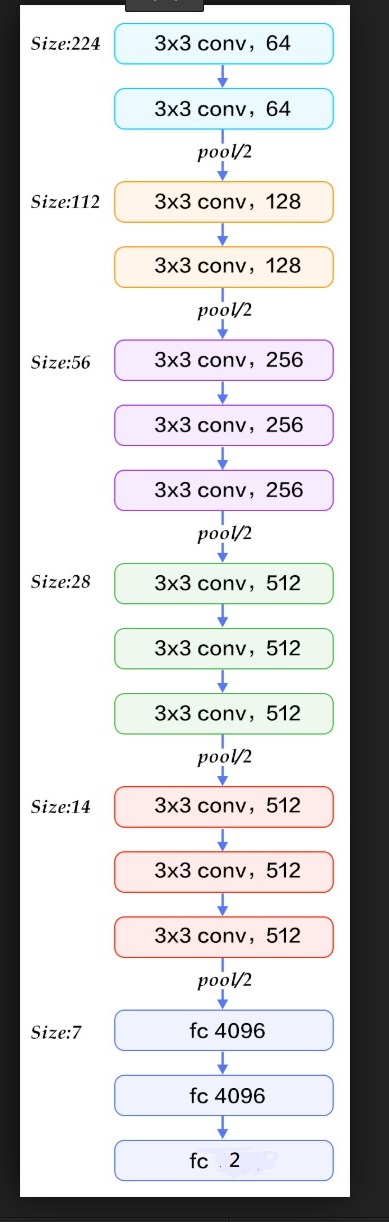 Size:224 3x3 conv, 64
3x3 conv, 64
pool/2
Size:112 3x3 conv, 128
3x3 conv, 128
pool/2
Size:56 3x3 conv, 256
3x3 conv, 256
3x3 conv, 256
pool/2
Size:28 3x3 conv, 512
3x3 conv, 512
3x3 conv, 512
pool/2
Size:14 3x3 conv, 512
3x3 conv, 512
3x3 conv, 512
pool/2
Size:7 fc 4096
fc 4096
fc 2